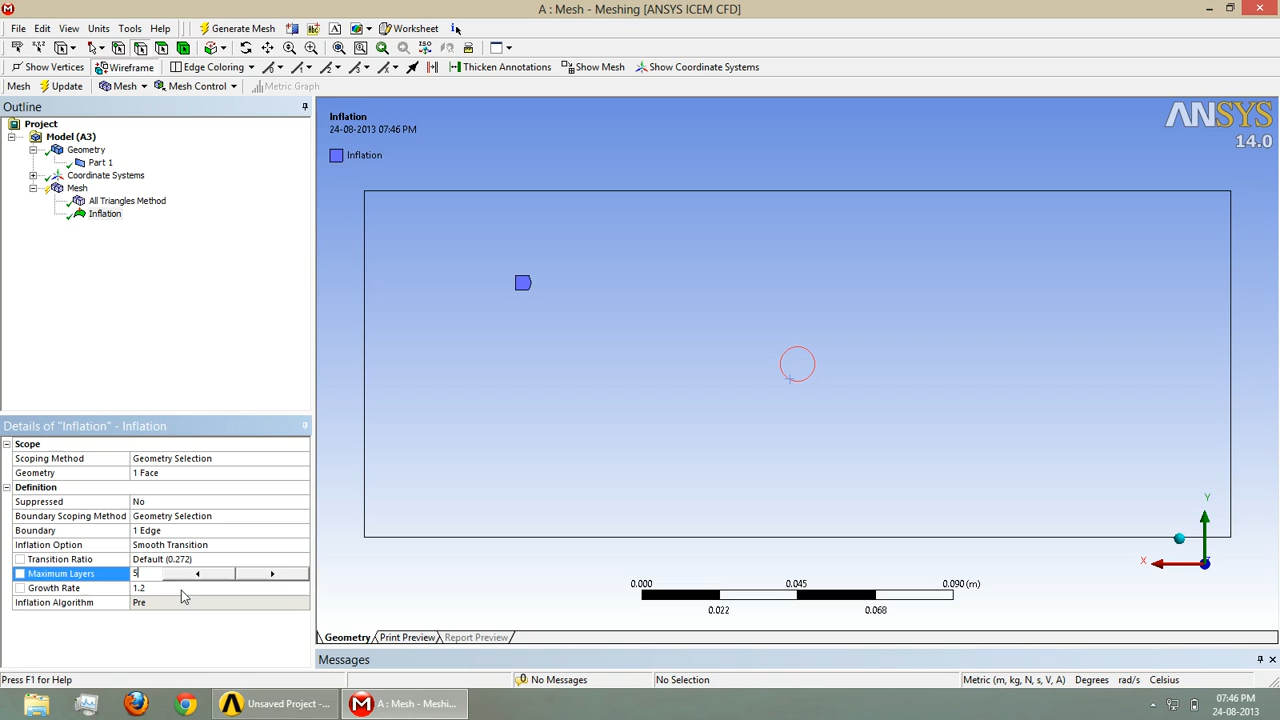 A : Mesh - Meshing [ANSYS ICEM CFD]
File Edit View Units Tools Help Generate Mesh Worksheet
Show Vertices Wireframe Edge Coloring Thicken Annotations Show Mesh Show Coordinate Systems
Mesh Update Mesh Mesh Control Metric Graph
Outline
Project
Model (A3)
Geometry
Part 1
Coordinate Systems
Mesh
All Triangles Method
Inflation
Details of "Inflation" - Inflation
Scope
Scoping Method Geometry Selection
Geometry 1 Face
Definition
Suppressed No
Boundary Scoping Method Geometry Selection
Boundary 1 Edge
Inflation Option Smooth Transition
Transition Ratio Default (0.272)
Maximum Layers 5
Growth Rate 1.2
Inflation Algorithm Pre
Inflation
24-08-2013 07:46 PM
Inflation
ANSYS
14.0
Y
X
0.000 0.045 0.090 (m)
0.022 0.068
Geometry Print Preview Report Preview
Messages
Press F1 for Help No Messages No Selection Metric (m, kg, N, s, V, A) Degrees rad/s Celsius
Unsaved Project -... A : Mesh - Meshi...
07:46 PM
24-08-2013